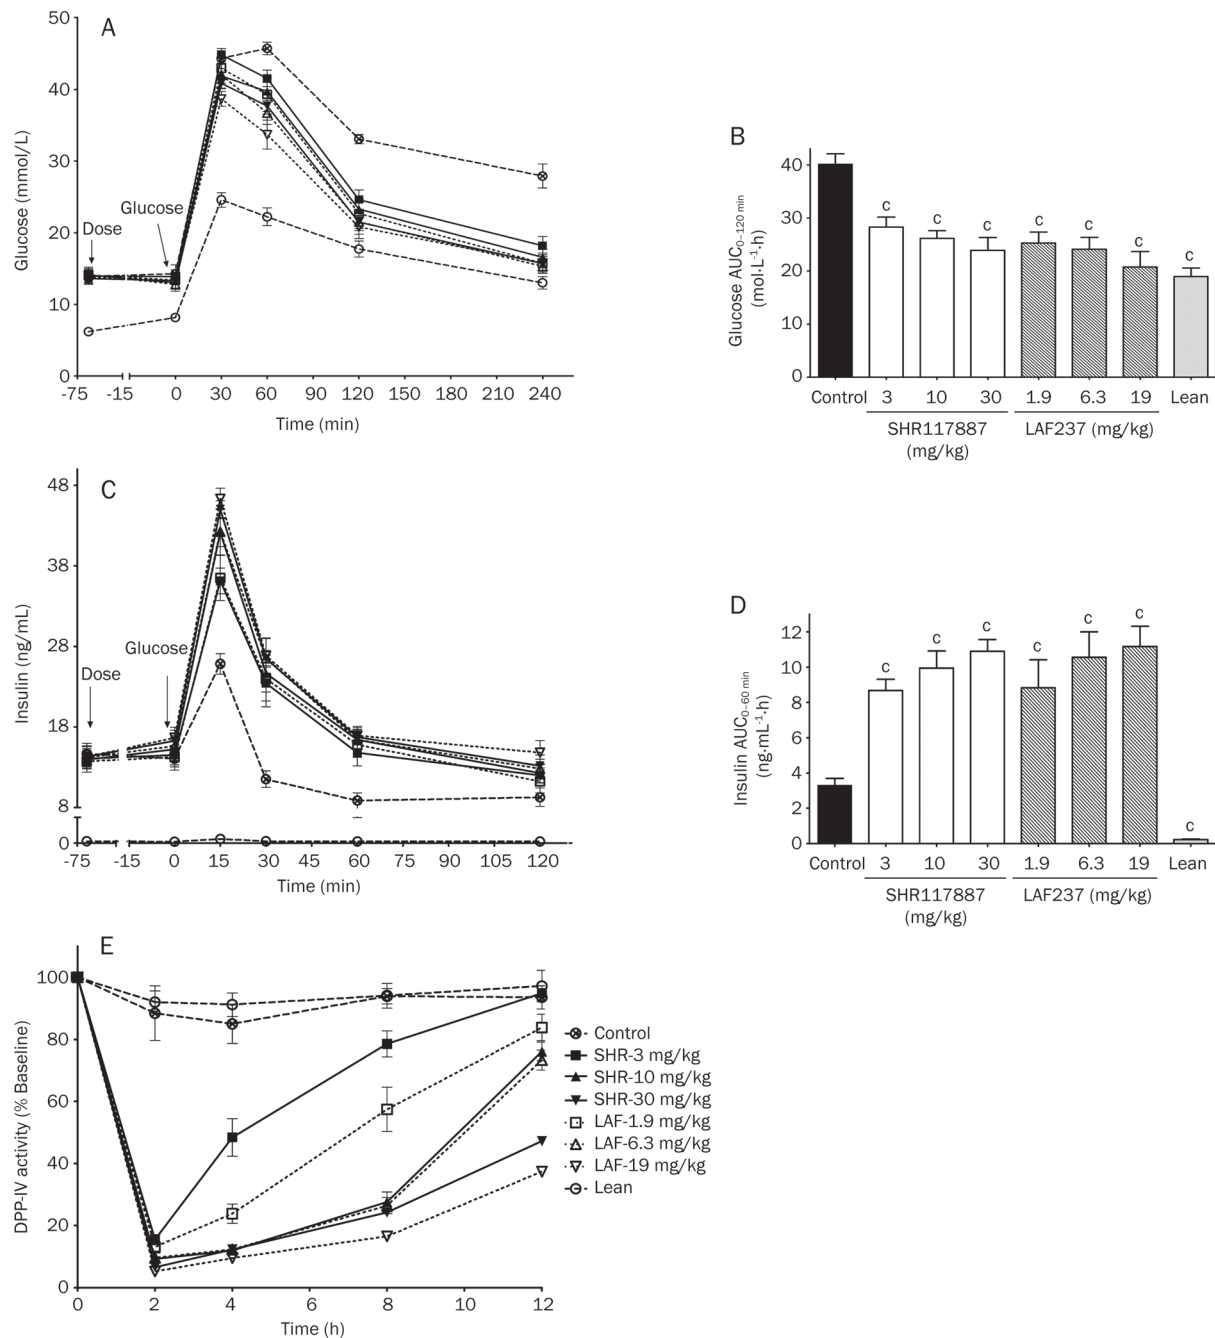 A
Glucose (mmol/L)
50
40
30
20
10
0
Dose
Glucose
-75 -15 0 30 60 90 120 150 180 210 240
Time (min)
B
Glucose AUC0–120 min
(mol·L-1·h)
40
30
20
10
0
Control 3 10 30 1.9 6.3 19 Lean
SHR117887
(mg/kg)
LAF237 (mg/kg)
c
c
c
c
c
c
c
C
Insulin (ng/mL)
48
38
28
18
8
0
Dose
Glucose
-75 -15 0 15 30 45 60 75 90 105 120
Time (min)
D
Insulin AUC0–60 min
(ng·mL-1·h)
12
10
8
6
4
2
0
Control 3 10 30 1.9 6.3 19 Lean
SHR117887
(mg/kg)
LAF237 (mg/kg)
c
c
c
c
c
c
c
E
DPP-IV activity (% Baseline)
100
80
60
40
20
0
0 2 4 6 8 10 12
Time (h)
Control
SHR-3 mg/kg
SHR-10 mg/kg
SHR-30 mg/kg
LAF-1.9 mg/kg
LAF-6.3 mg/kg
LAF-19 mg/kg
Lean